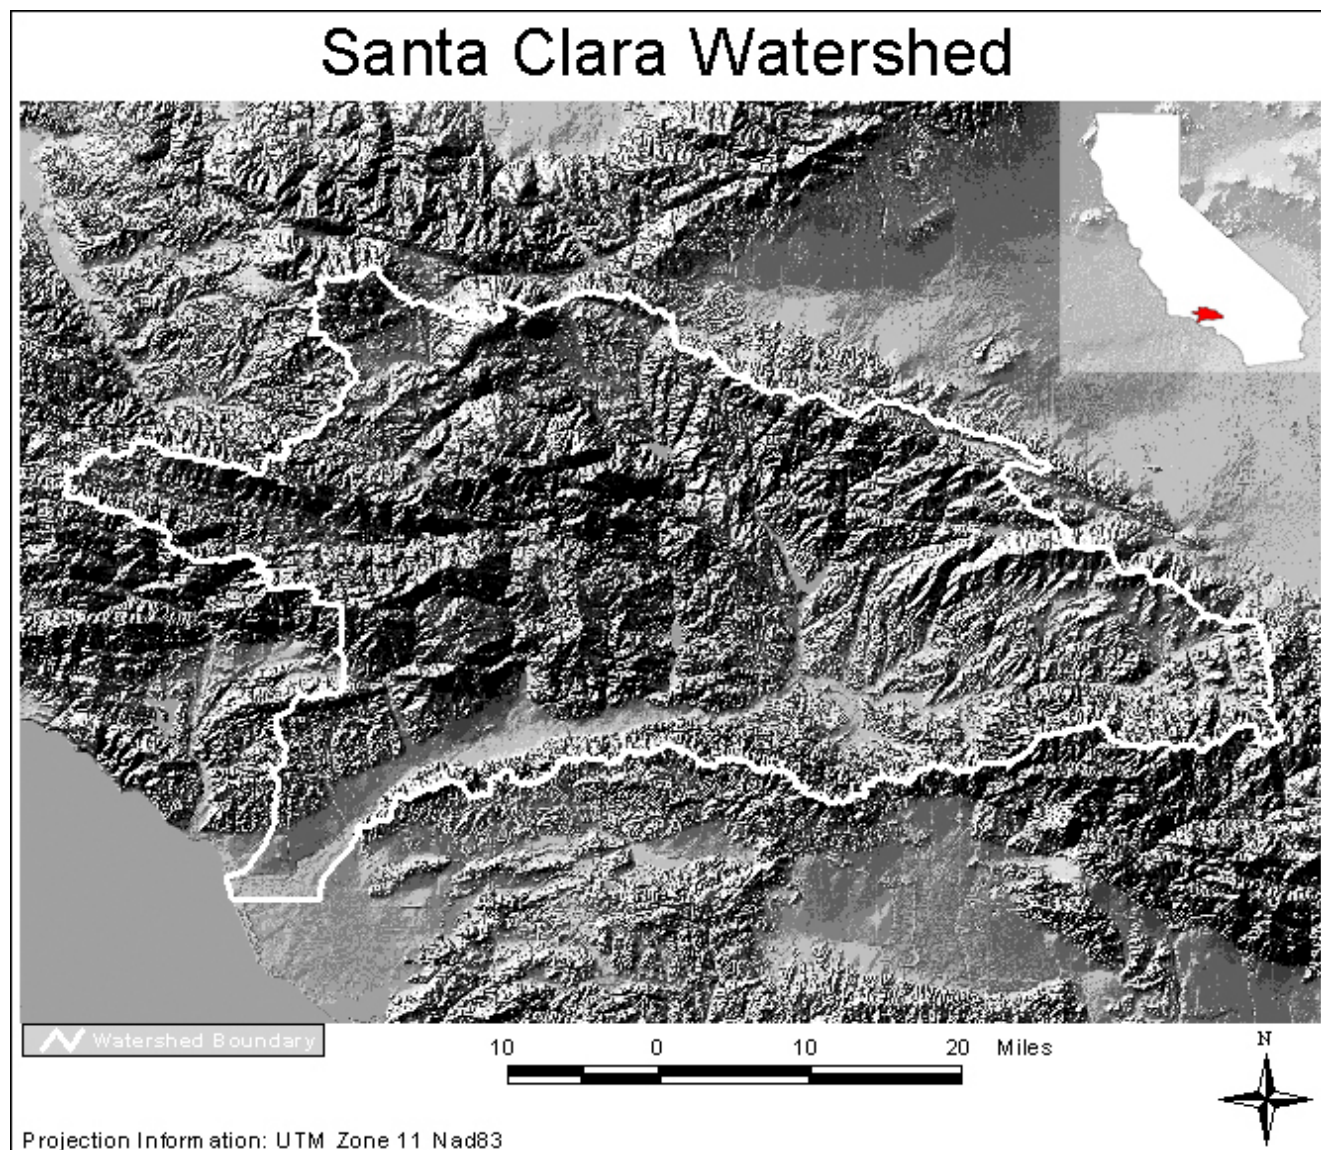 Santa Clara Watershed
Watershed Boundary
10 0 10 20 Miles
N
Projection Information: UTM Zone 11 Nad83